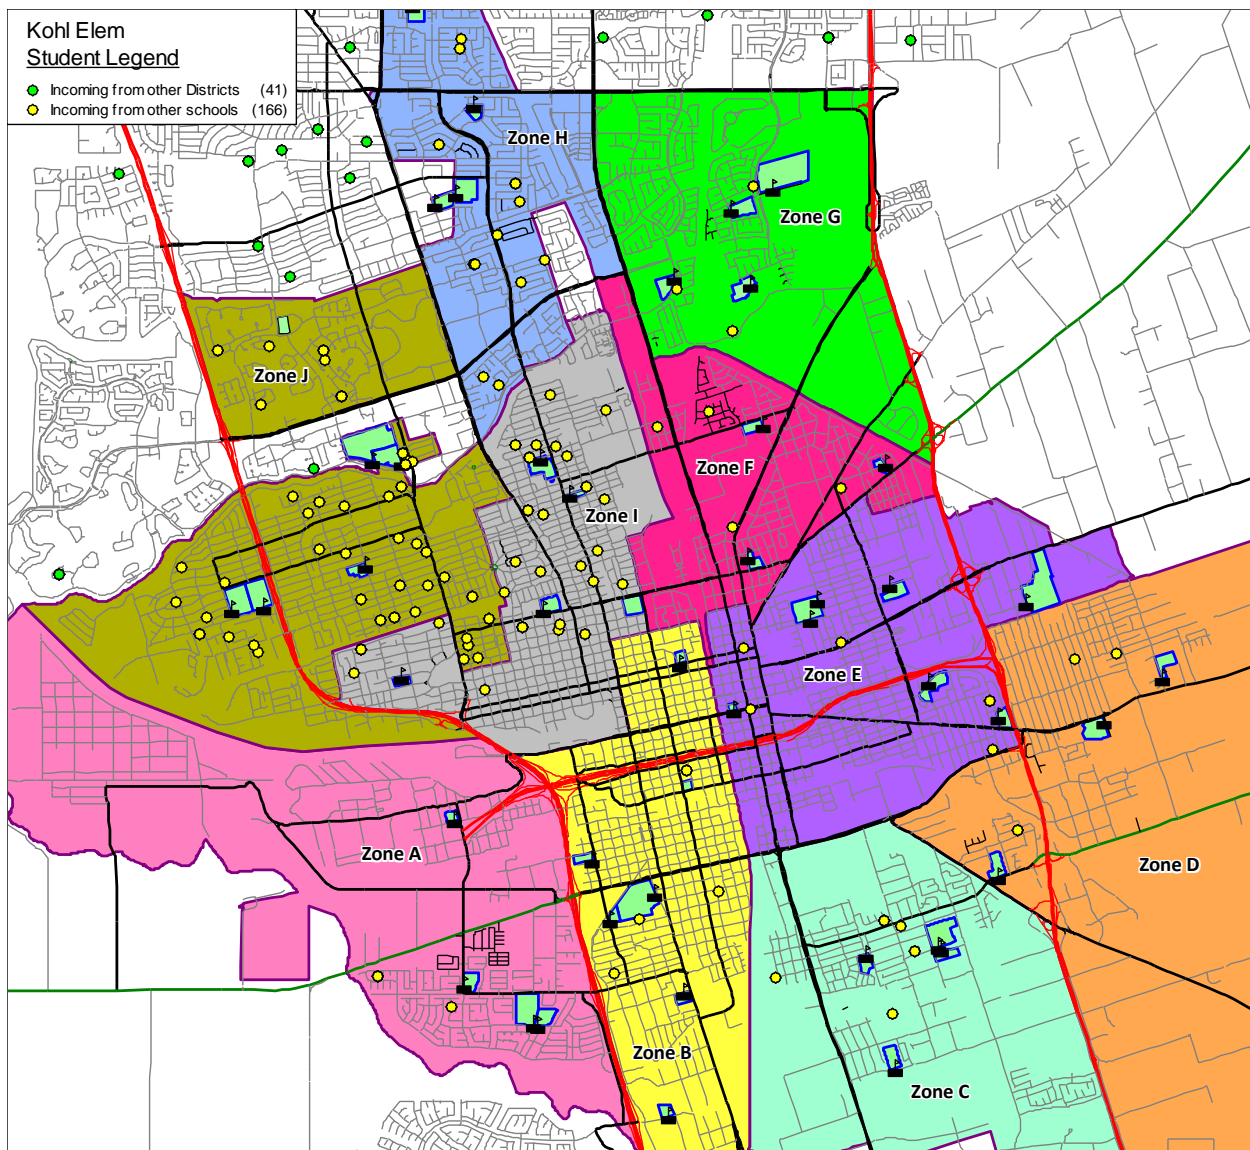 Kohl Elem
Student Legend
Incoming from other Districts (41)
Incoming from other schools (166)
Zone H
Zone G
Zone J
Zone F
Zone I
Zone E
Zone A
Zone D
Zone B
Zone C